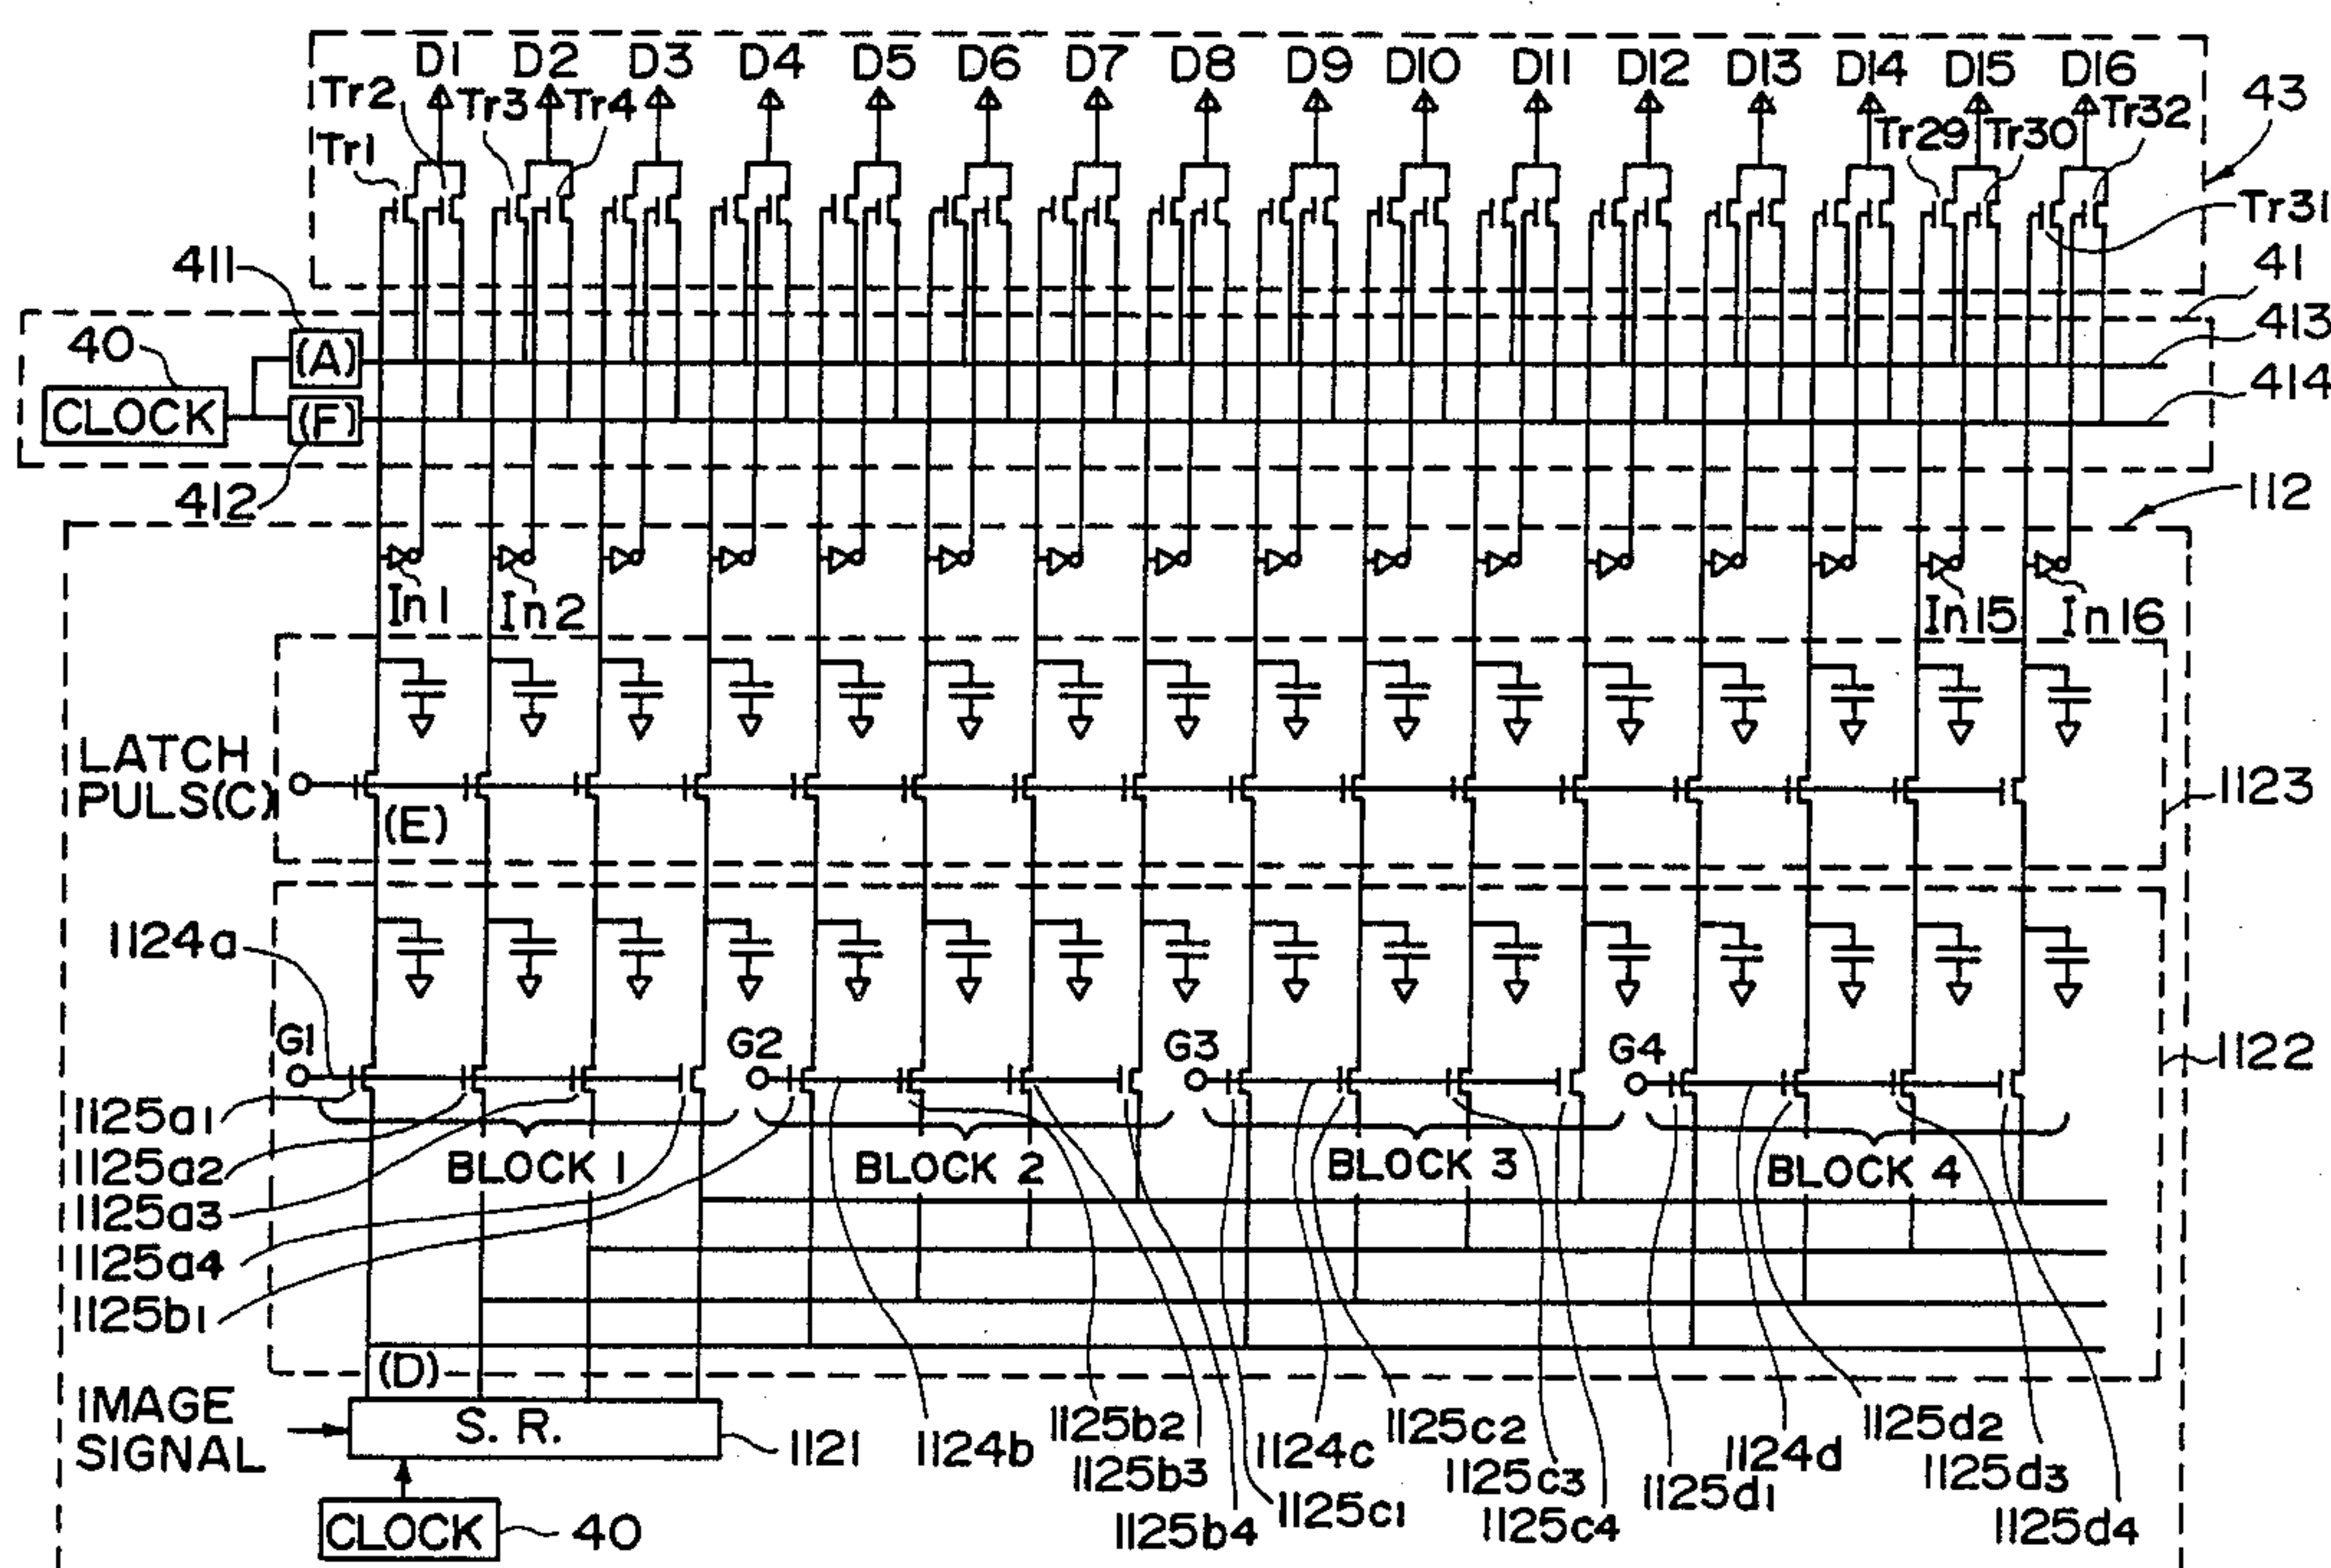 D1 D2 D3 D4 D5 D6 D7 D8 D9 D10 D11 D12 D13 D14 D15 D16
Tr2 Tr3 Tr4 43
Tr1 Tr29 Tr30 Tr32
Tr31
411 41
40 (A) 413
CLOCK (F) 414
412 112
In1 In2 In15 In16
LATCH
PULS(C) 1123
(E)
1124a
G1 G2 G3 G4 1122
1125a1
1125a2 BLOCK 1 BLOCK 2 BLOCK 3 BLOCK 4
1125a3
1125a4
1125b1
(D)
IMAGE
SIGNAL S. R. 1121 1124b 1125b2 1124c 1125c2 1124d 1125d2
1125b3 1125c3 1125d1 1125d3
1125b4 1125c1 1125c4 1125d4
CLOCK 40